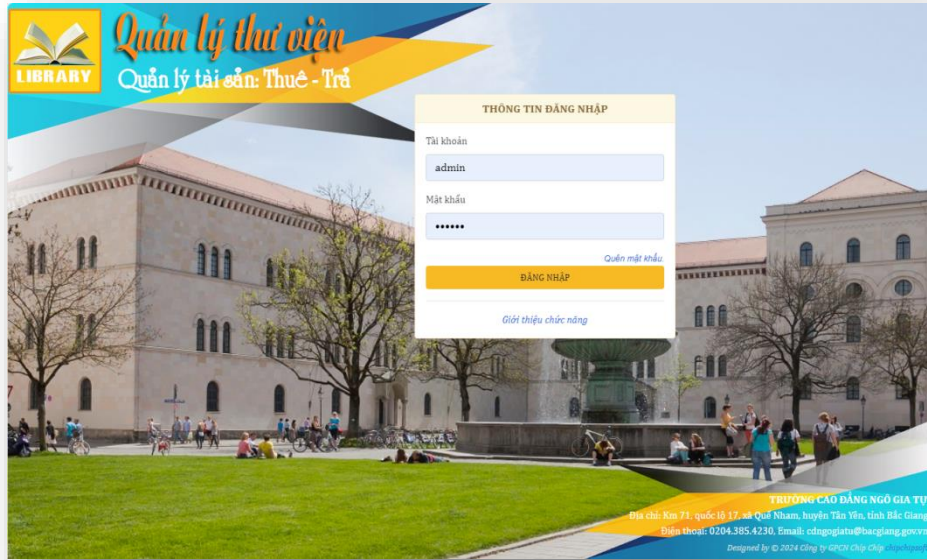 LIBRARY
Quản lý thư viện
Quản lý tài sản: Thuê - Trả
THÔNG TIN ĐĂNG NHẬP
Tài khoản
admin
Mật khẩu
••••••
Quên mật khẩu.
ĐĂNG NHẬP
Giới thiệu chức năng
TRƯỜNG CAO ĐẲNG NGÔ GIA TỰ
Địa chỉ: Km 71, quốc lộ 17, xã Quế Nham, huyện Tân Yên, tỉnh Bắc Giang
Điện thoại: 0204.385.4230, Email: cdngogiatu@bacgiang.gov.vn
Designed by © 2024 Công ty GPCN Chip Chip chipchipsoft